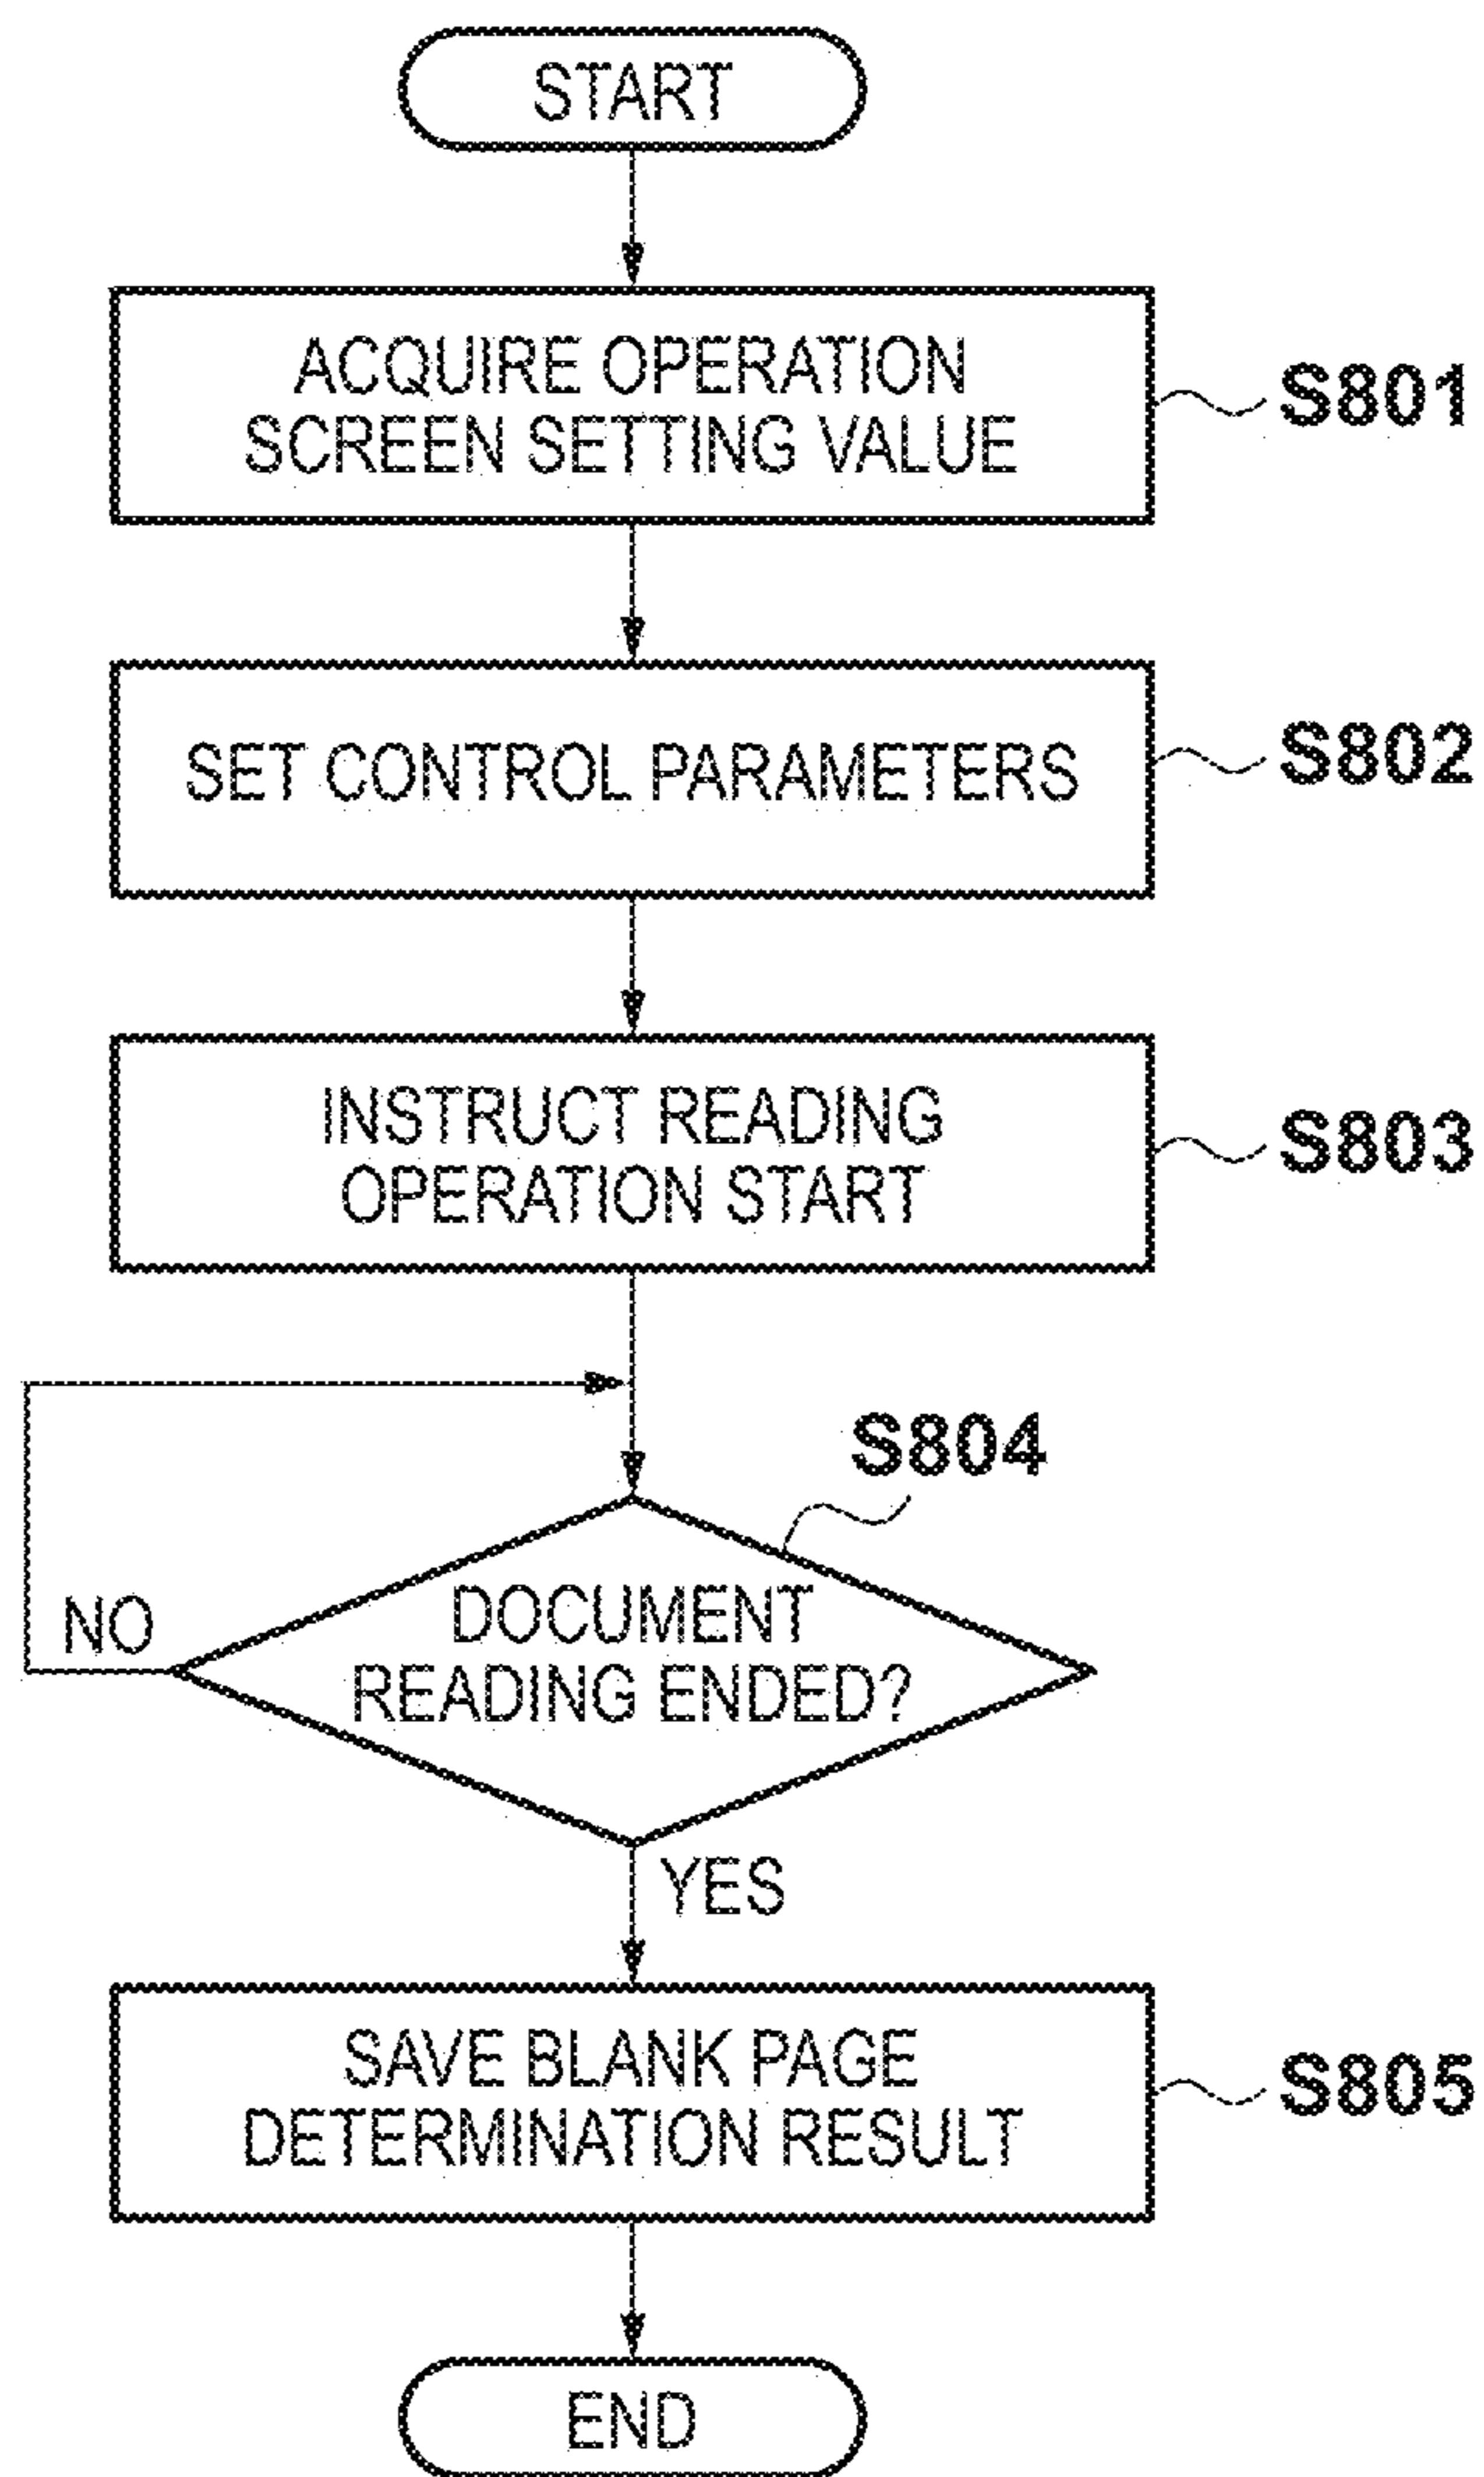 START
ACQUIRE OPERATION
SCREEN SETTING VALUE
S801
SET CONTROL PARAMETERS
S802
INSTRUCT READING
OPERATION START
S803
S804
DOCUMENT
READING ENDED?
NO
YES
SAVE BLANK PAGE
DETERMINATION RESULT
S805
END